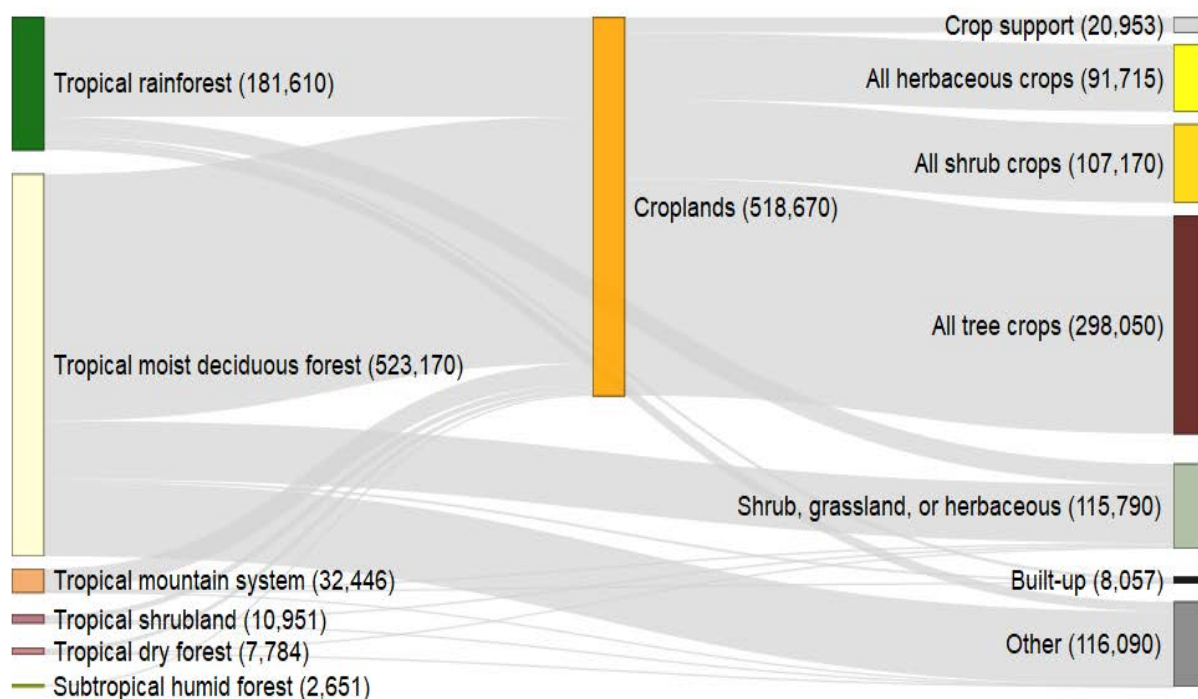 Tropical rainforest (181,610)
Tropical moist deciduous forest (523,170)
Tropical mountain system (32,446)
Tropical shrubland (10,951)
Tropical dry forest (7,784)
Subtropical humid forest (2,651)
Croplands (518,670)
Crop support (20,953)
All herbaceous crops (91,715)
All shrub crops (107,170)
All tree crops (298,050)
Shrub, grassland, or herbaceous (115,790)
Built-up (8,057)
Other (116,090)